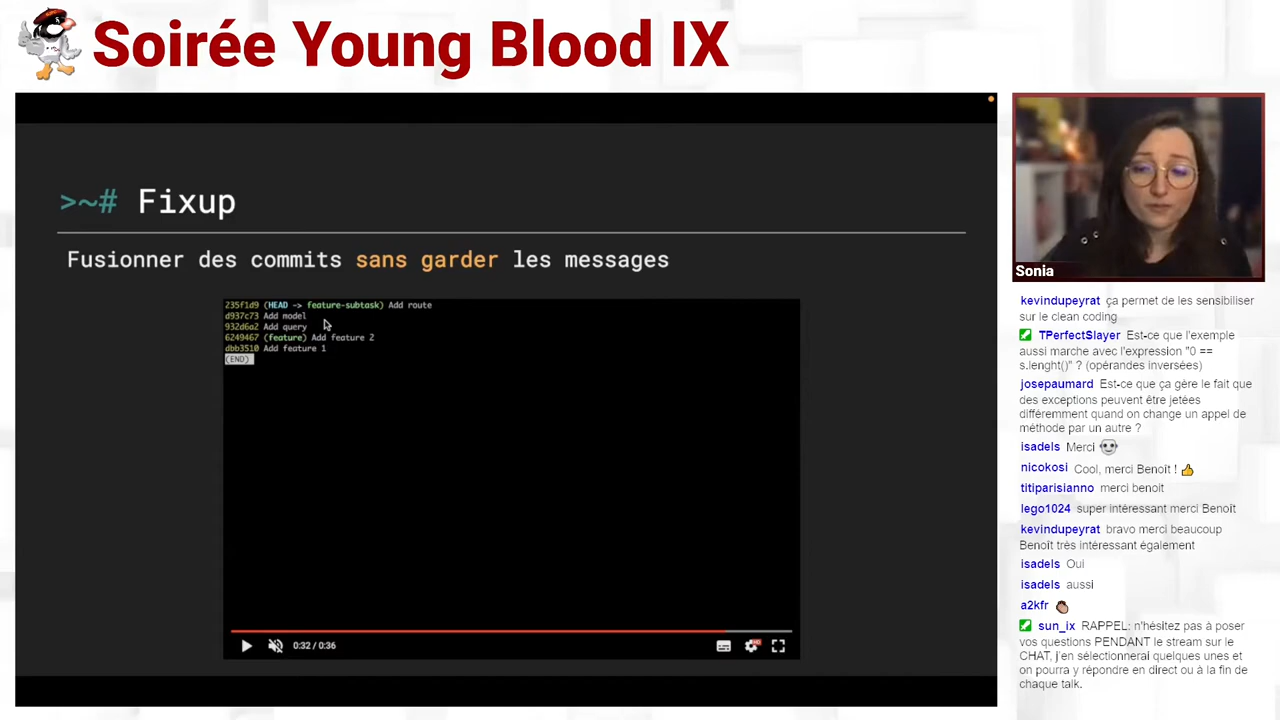 Soirée Young Blood IX
>~# Fixup
Fusionner des commits sans garder les messages
235f1d9 (HEAD -> feature-subtask) Add route
d937c73 Add model
932d6a2 Add query
6249467 (feature) Add feature 2
dbb3510 Add feature 1
(END)
0:32 / 0:36
HD
Sonia
kevindupeyrat ça permet de les sensibiliser
sur le clean coding
TPerfectSlayer Est-ce que l'exemple
aussi marche avec l'expression "0 ==
s.lenght()" ? (opérandes inversées)
josepaumard Est-ce que ça gère le fait que
des exceptions peuvent être jetées
différemment quand on change un appel de
méthode par un autre ?
isadels Merci
nicokosi Cool, merci Benoît !
titiparisianno merci benoit
lego1024 super intéressant merci Benoît
kevindupeyrat bravo merci beaucoup
Benoît très intéressant également
isadels Oui
isadels aussi
a2kfr
sun_ix RAPPEL: n'hésitez pas à poser
vos questions PENDANT le stream sur le
CHAT, j'en sélectionnerai quelques unes et
on pourra y répondre en direct ou à la fin de
chaque talk.